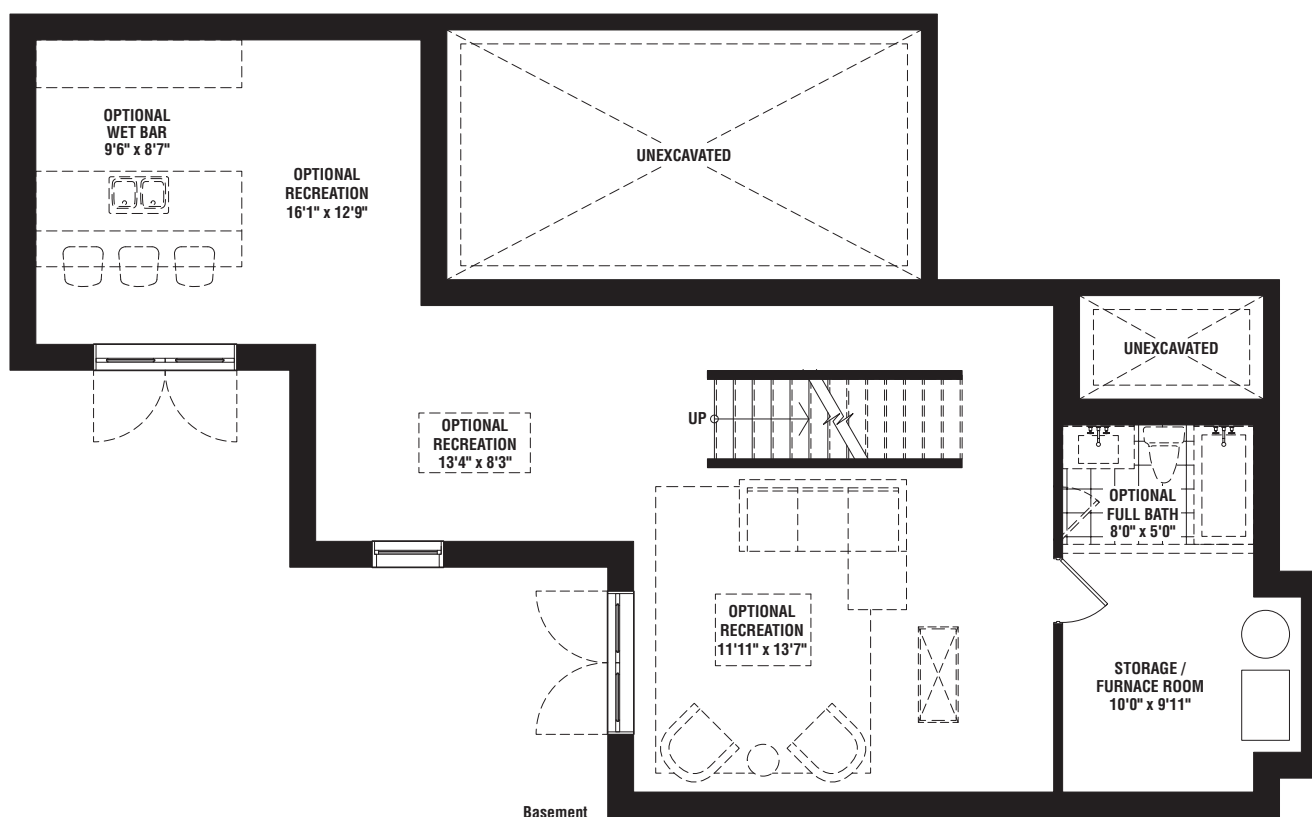 OPTIONAL
WET BAR
9'6" x 8'7"
OPTIONAL
RECREATION
16'1" x 12'9"
UNEXCAVATED
UNEXCAVATED
UP
OPTIONAL
RECREATION
13'4" x 8'3"
OPTIONAL
FULL BATH
8'0" x 5'0"
OPTIONAL
RECREATION
11'11" x 13'7"
STORAGE /
FURNACE ROOM
10'0" x 9'11"
Basement